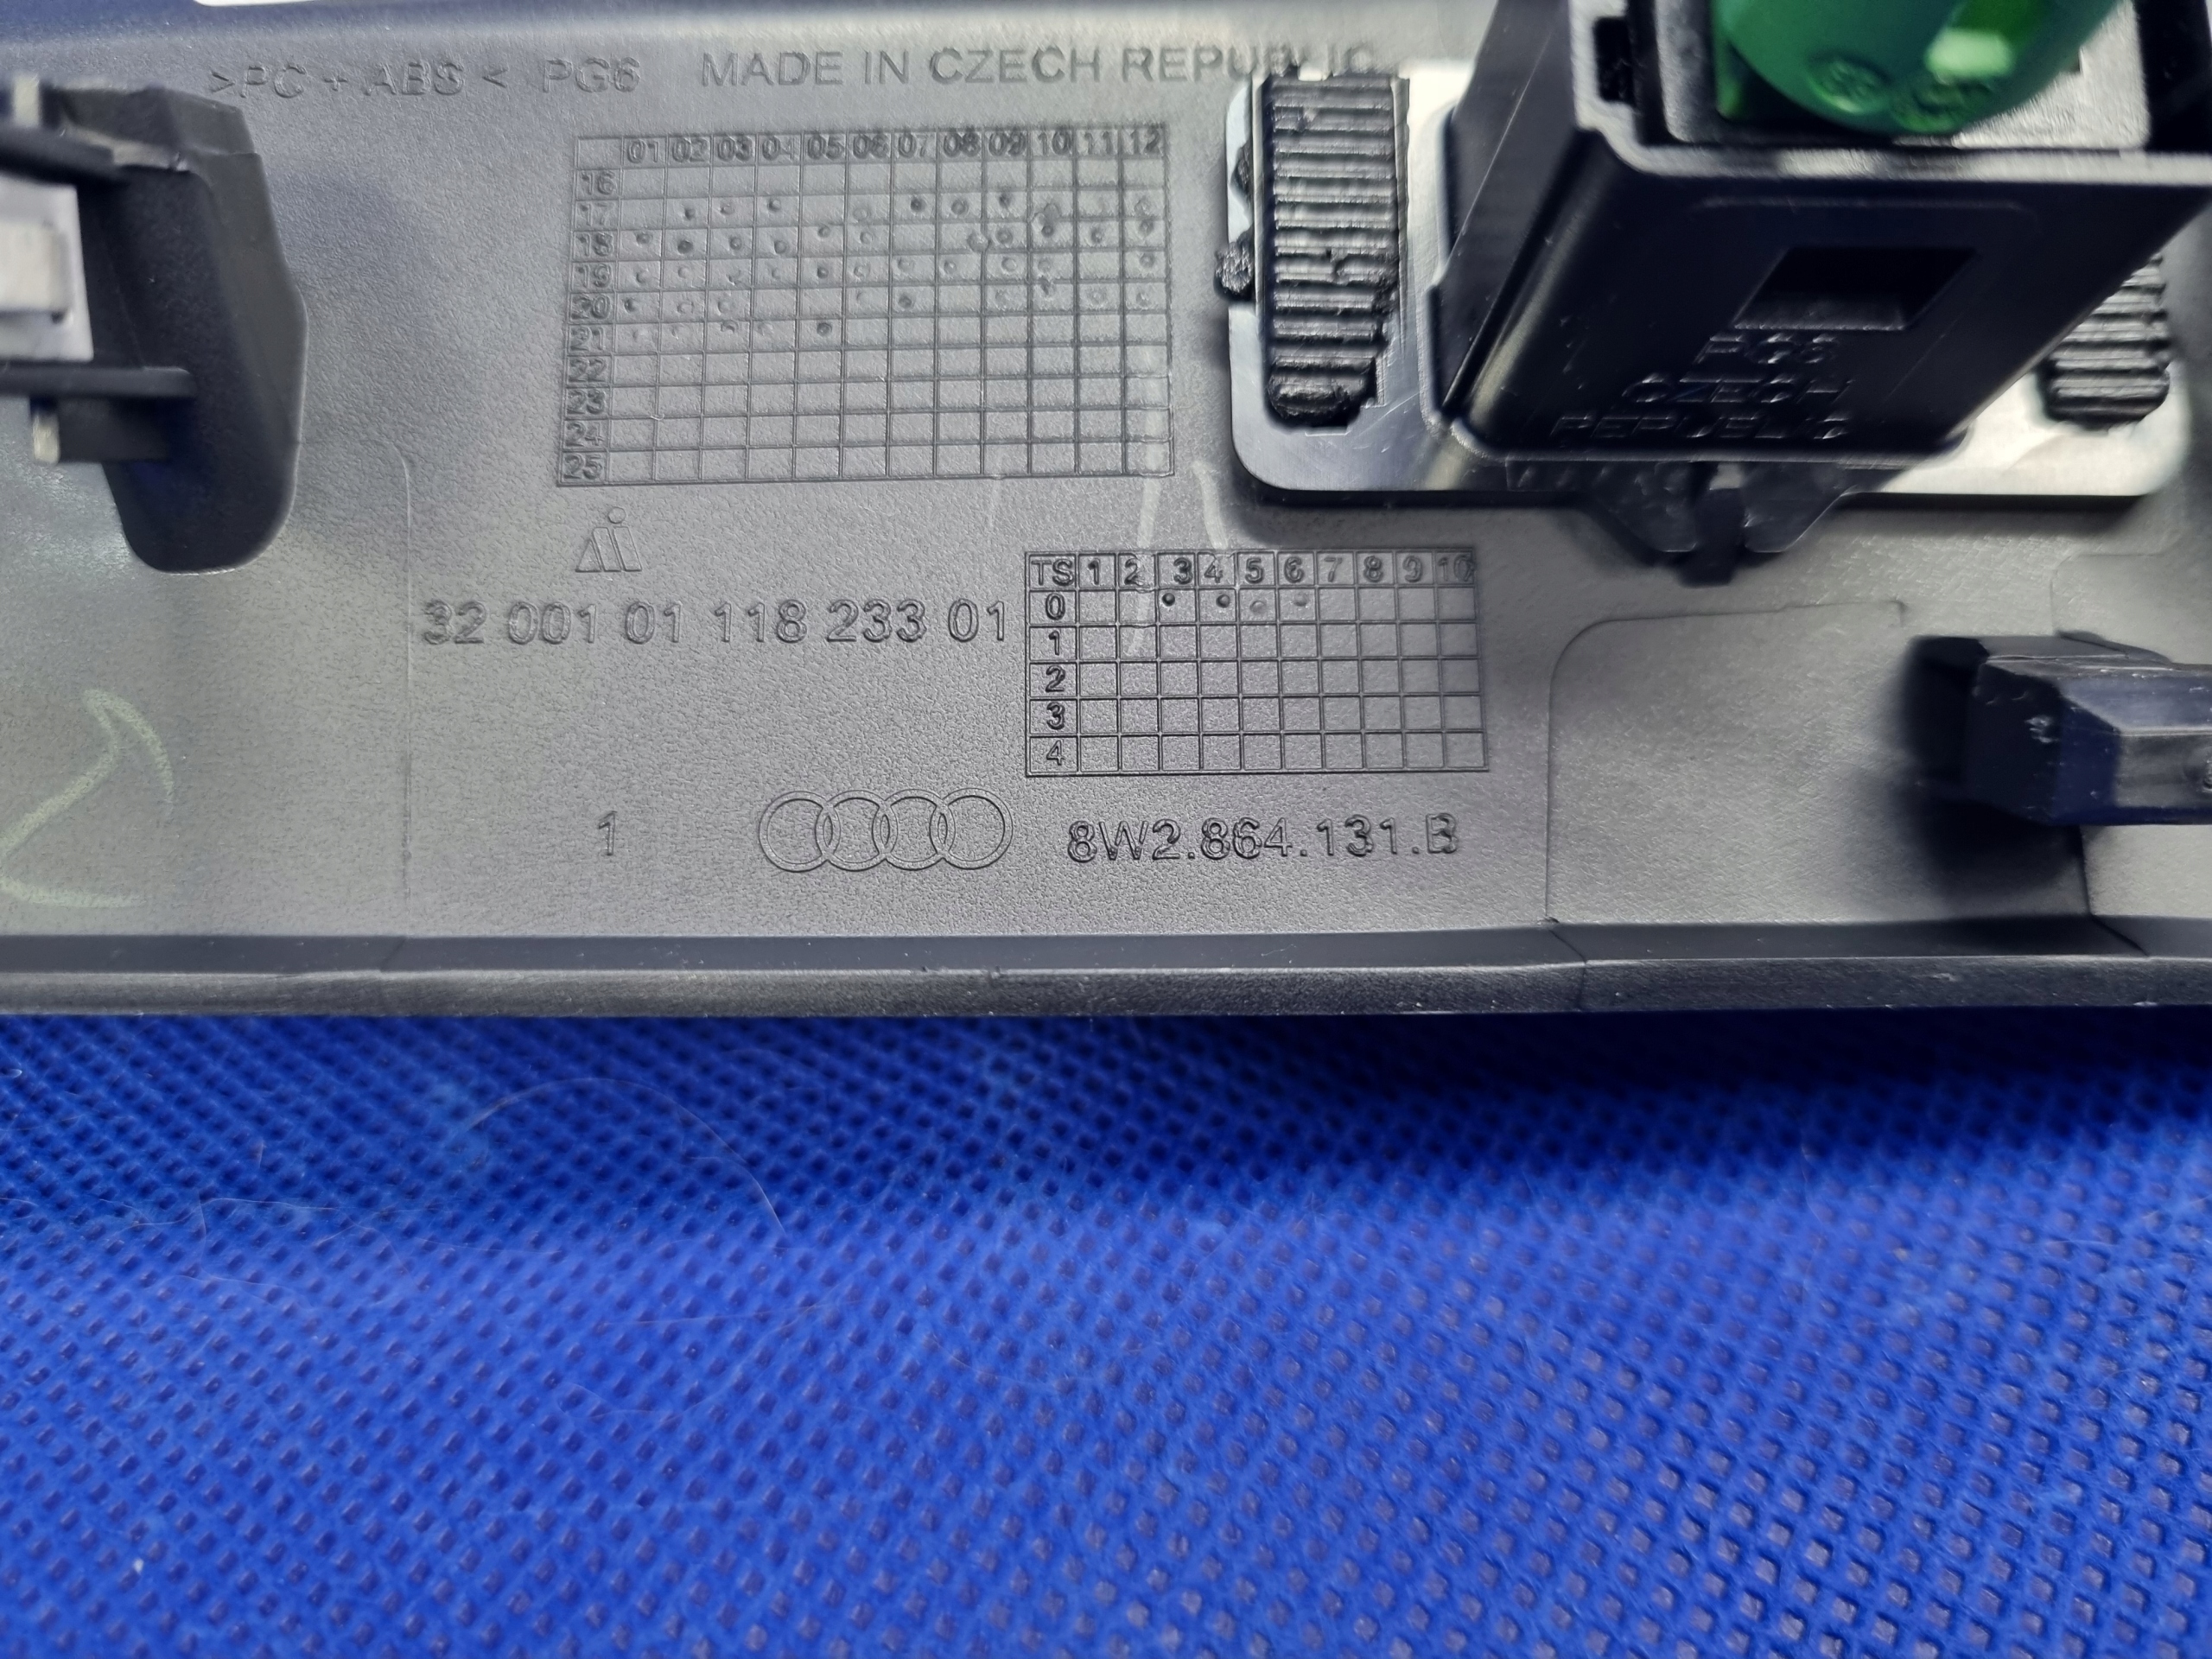 >PC + ABS < PG6 MADE IN CZECH REPUBLIC
01 02 03 04 05 06 07 08 09 10 11 12
16
17
18
19
20
21
22
23
24
25
PG6
CZECH
REPUBLIC
TS 1 2 3 4 5 6 7 8 9 10
0
1
2
3
4
32 001 01 118 233 01
1 8W2.864.131.B